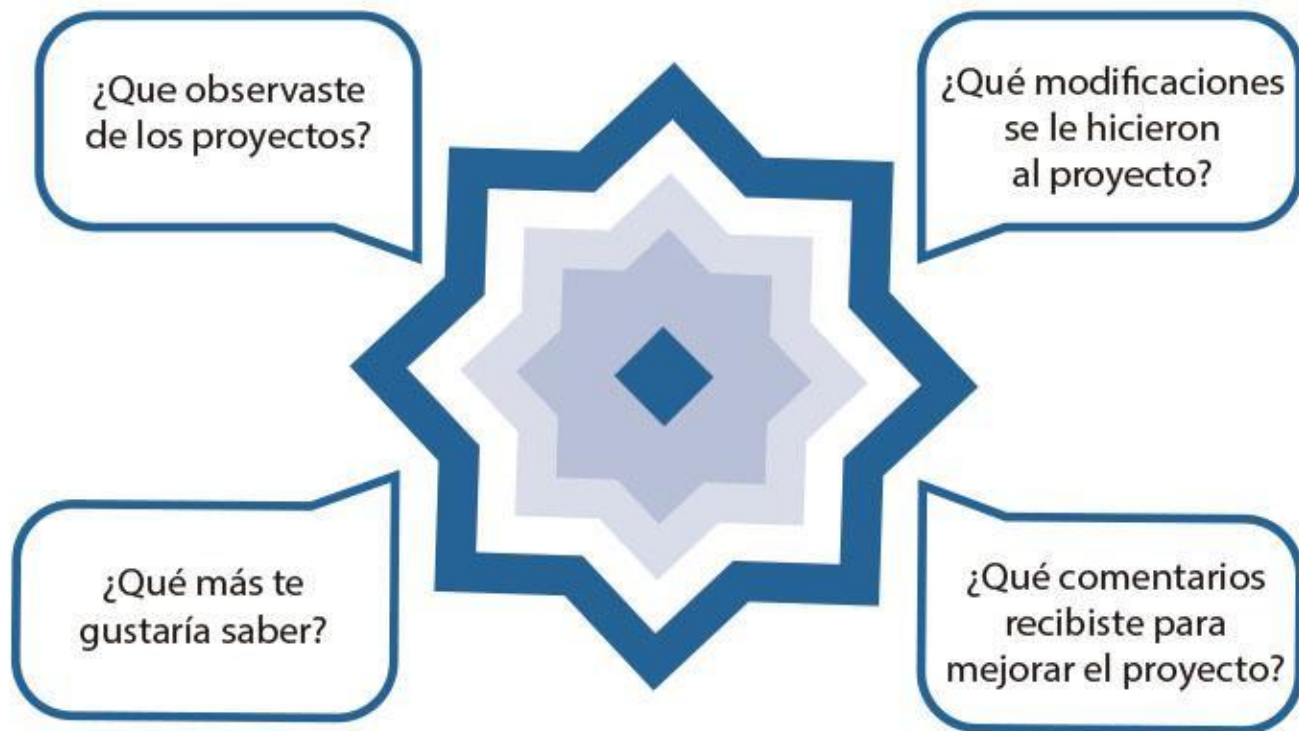 ¿Que observaste
de los proyectos?
¿Qué modificaciones
se le hicieron
al proyecto?
¿Qué más te
gustaría saber?
¿Qué comentarios
recibiste para
mejorar el proyecto?